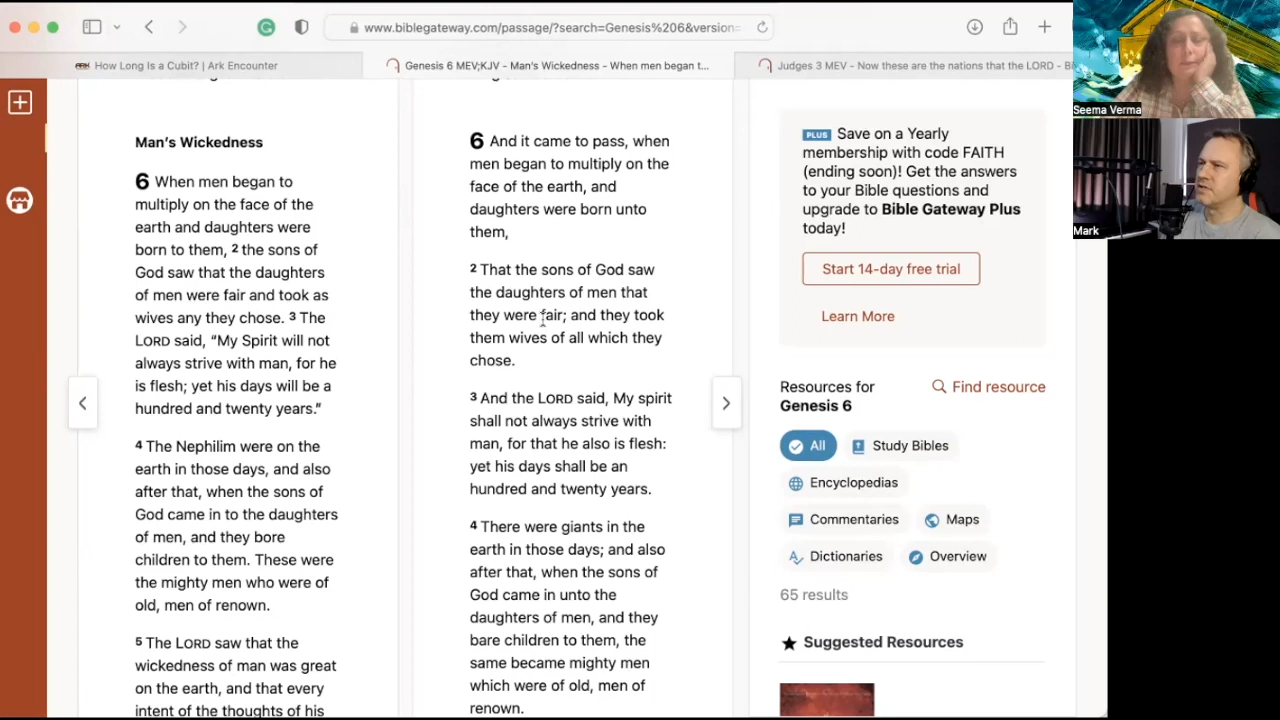 www.biblegateway.com/passage/?search=Genesis%206&version=
How Long Is a Cubit? | Ark Encounter
Genesis 6 MEV;KJV - Man's Wickedness - When men began t...
Judges 3 MEV - Now these are the nations that the LORD - B
Man's Wickedness
6 When men began to
multiply on the face of the
earth and daughters were
born to them, 2 the sons of
God saw that the daughters
of men were fair and took as
wives any they chose. 3 The
LORD said, “My Spirit will not
always strive with man, for he
is flesh; yet his days will be a
hundred and twenty years.”
4 The Nephilim were on the
earth in those days, and also
after that, when the sons of
God came in to the daughters
of men, and they bore
children to them. These were
the mighty men who were of
old, men of renown.
5 The LORD saw that the
wickedness of man was great
on the earth, and that every
intent of the thoughts of his
6 And it came to pass, when
men began to multiply on the
face of the earth, and
daughters were born unto
them,
2 That the sons of God saw
the daughters of men that
they were fair; and they took
them wives of all which they
chose.
3 And the LORD said, My spirit
shall not always strive with
man, for that he also is flesh:
yet his days shall be an
hundred and twenty years.
4 There were giants in the
earth in those days; and also
after that, when the sons of
God came in unto the
daughters of men, and they
bare children to them, the
same became mighty men
which were of old, men of
renown.
PLUS Save on a Yearly
membership with code FAITH
(ending soon)! Get the answers
to your Bible questions and
upgrade to Bible Gateway Plus
today!
Start 14-day free trial
Learn More
Resources for
Genesis 6
Find resource
All
Study Bibles
Encyclopedias
Commentaries
Maps
Dictionaries
Overview
65 results
Suggested Resources
Seema Verma
Mark